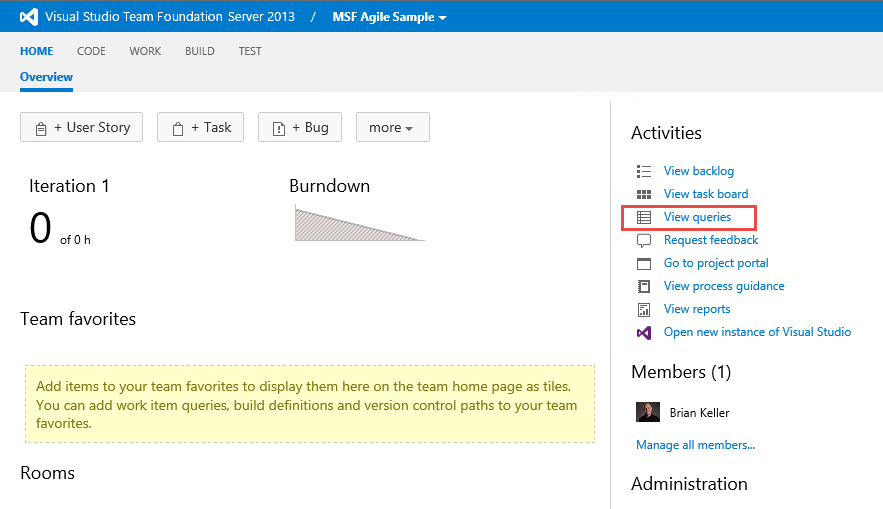 Visual Studio Team Foundation Server 2013 / MSF Agile Sample
HOME CODE WORK BUILD TEST
Overview
+ User Story + Task + Bug more
Iteration 1
0 of 0 h
Burndown
Team favorites
Add items to your team favorites to display them here on the team home page as tiles.
You can add work item queries, build definitions and version control paths to your team
favorites.
Rooms
Activities
View backlog
View task board
View queries
Request feedback
Go to project portal
View process guidance
View reports
Open new instance of Visual Studio
Members (1)
Brian Keller
Manage all members...
Administration